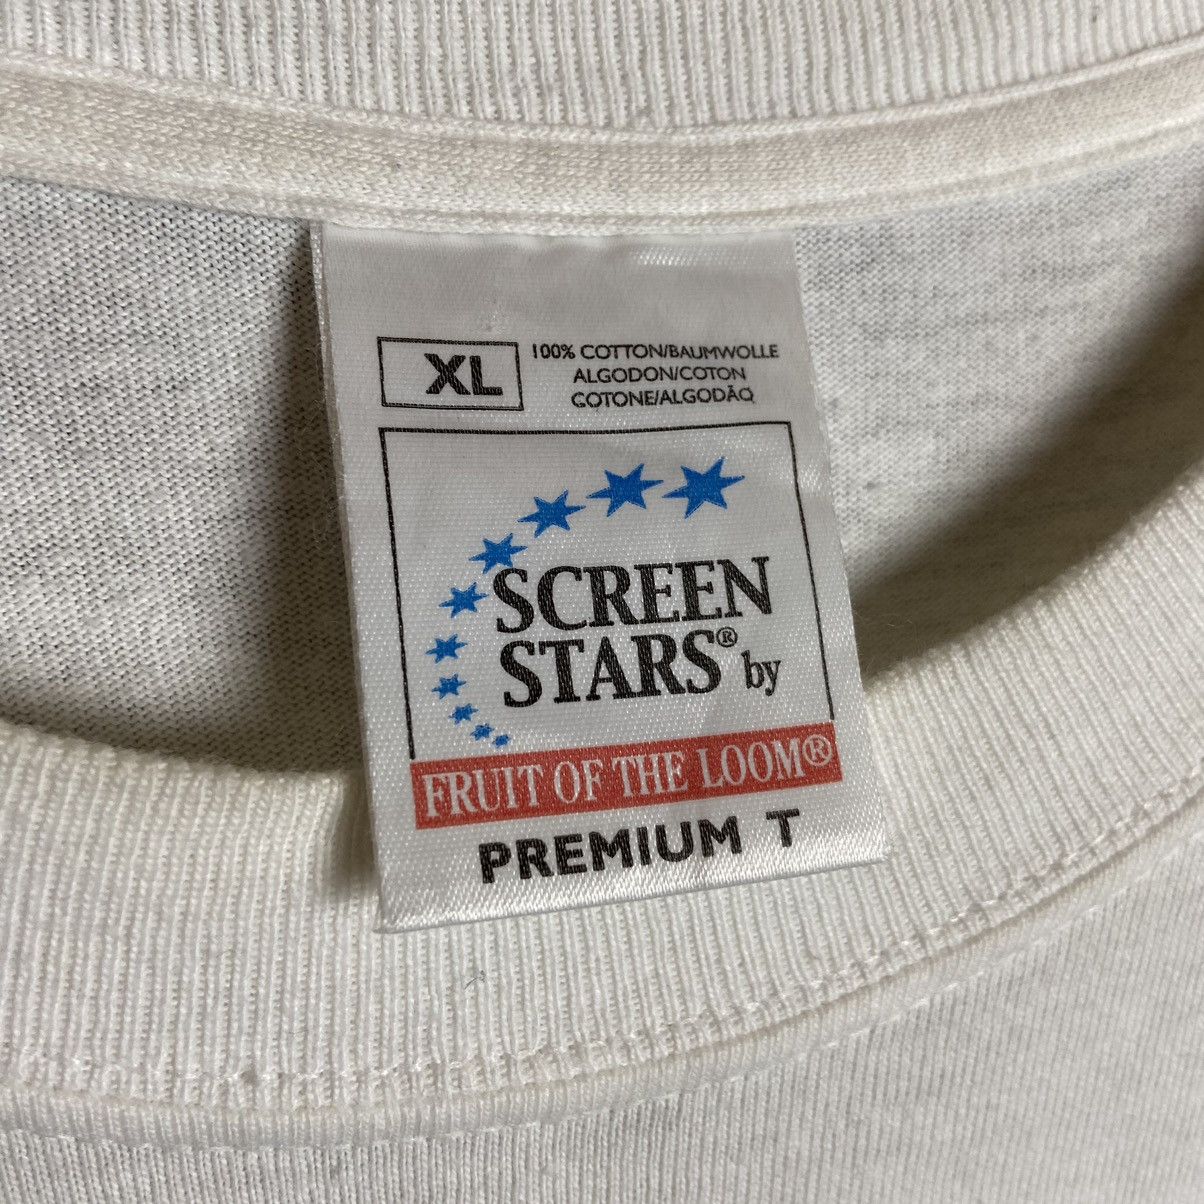 XL
100% COTTON/BAUMWOLLE
ALGODON/COTON
COTONE/ALGODÃO
SCREEN
STARS® by
FRUIT OF THE LOOM®
PREMIUM T